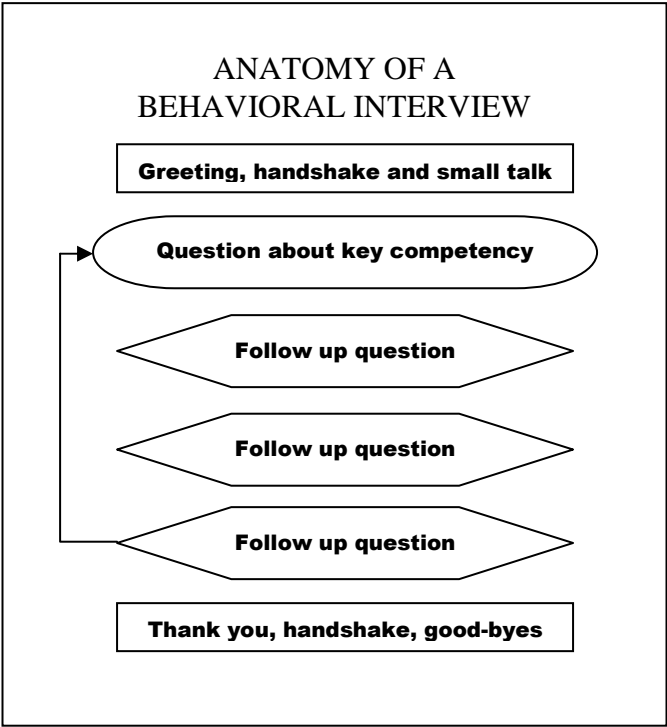 ANATOMY OF A
BEHAVIORAL INTERVIEW
Greeting, handshake and small talk
Question about key competency
Follow up question
Follow up question
Follow up question
Thank you, handshake, good-byes